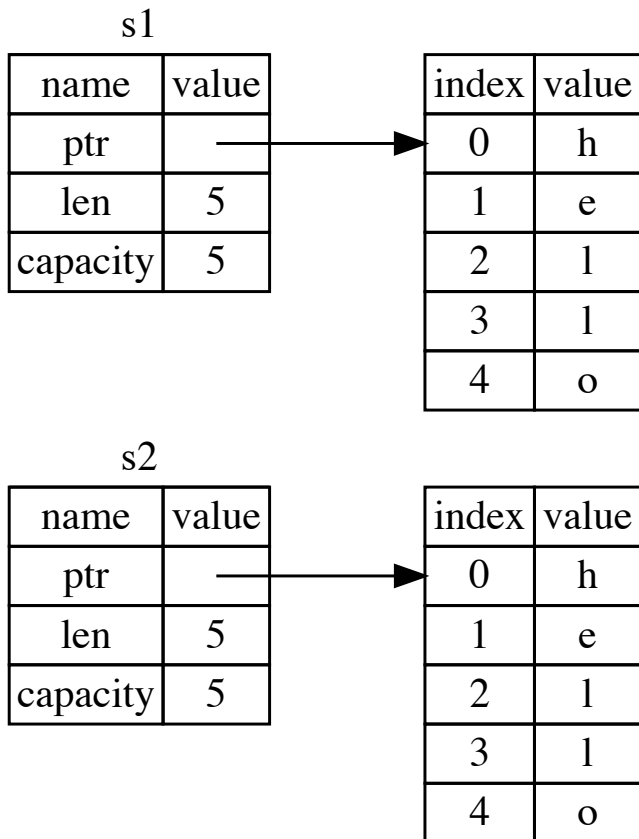 s1
name value
ptr
len 5
capacity 5
index value
0 h
1 e
2 l
3 l
4 o
s2
name value
ptr
len 5
capacity 5
index value
0 h
1 e
2 l
3 l
4 o